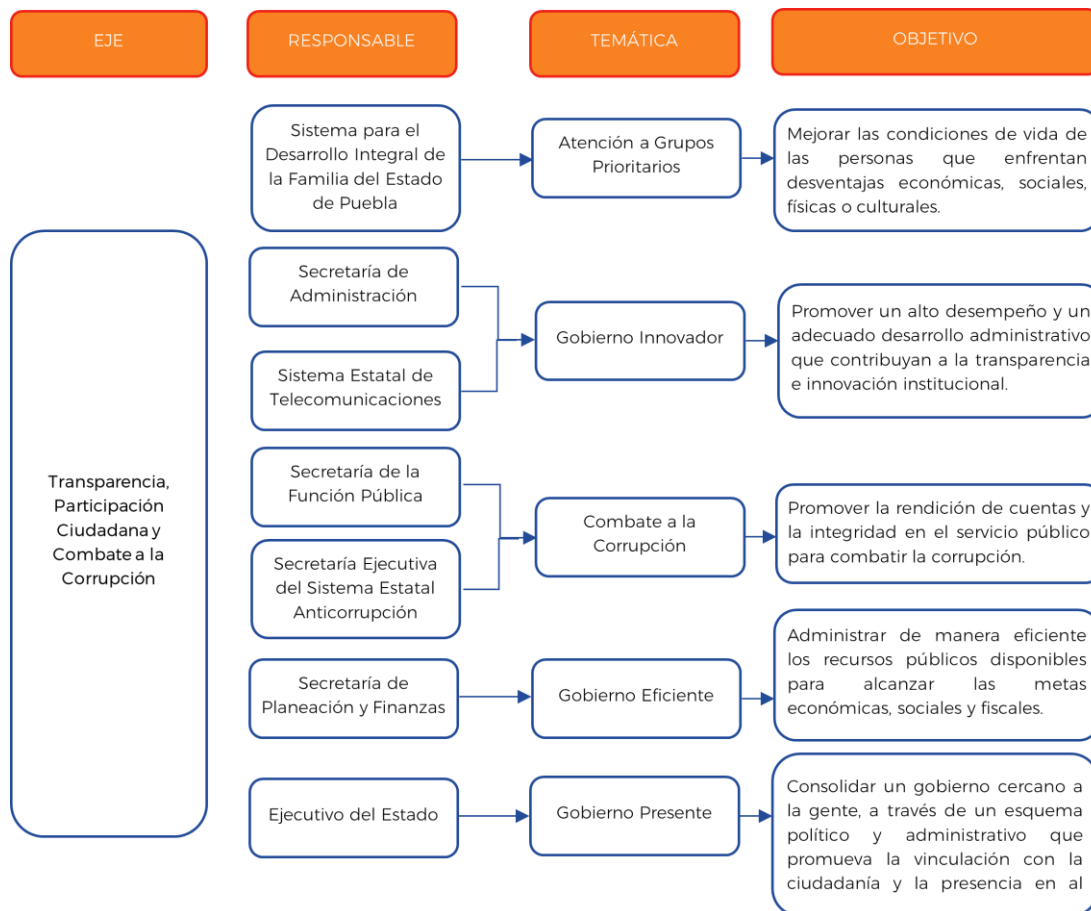 EJE
RESPONSABLE
TEMÁTICA
OBJETIVO
Sistema para el
Desarrollo Integral de
la Familia del Estado
de Puebla
Atención a Grupos
Prioritarios
Mejorar las condiciones de vida de
las personas que enfrentan
desventajas económicas, sociales,
físicas o culturales.
Transparencia,
Participación
Ciudadana y
Combate a la
Corrupción
Secretaría de
Administración
Sistema Estatal de
Telecomunicaciones
Gobierno Innovador
Promover un alto desempeño y un
adecuado desarrollo administrativo
que contribuyan a la transparencia
e innovación institucional.
Secretaría de la
Función Pública
Secretaría Ejecutiva
del Sistema Estatal
Anticorrupción
Combate a la
Corrupción
Promover la rendición de cuentas y
la integridad en el servicio público
para combatir la corrupción.
Secretaría de
Planeación y Finanzas
Gobierno Eficiente
Administrar de manera eficiente
los recursos públicos disponibles
para alcanzar las metas
económicas, sociales y fiscales.
Ejecutivo del Estado
Gobierno Presente
Consolidar un gobierno cercano a
la gente, a través de un esquema
político y administrativo que
promueva la vinculación con la
ciudadanía y la presencia en al